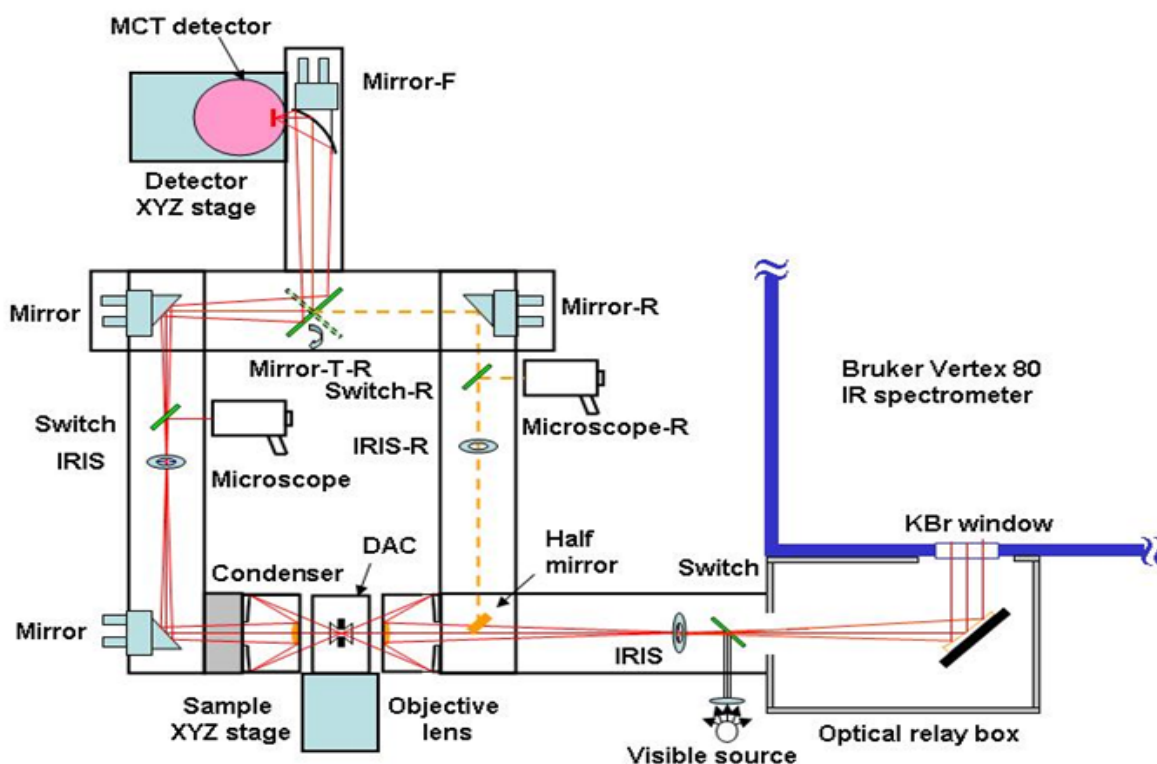 MCT detector
Mirror-F
Detector
XYZ stage
Mirror
Mirror-R
Mirror-T-R
Switch-R
Bruker Vertex 80
IR spectrometer
Switch
Microscope-R
IRIS
IRIS-R
Microscope
KBr window
Half
mirror
DAC
Condenser
Switch
Mirror
IRIS
Sample
XYZ stage
Objective
lens
Visible source
Optical relay box